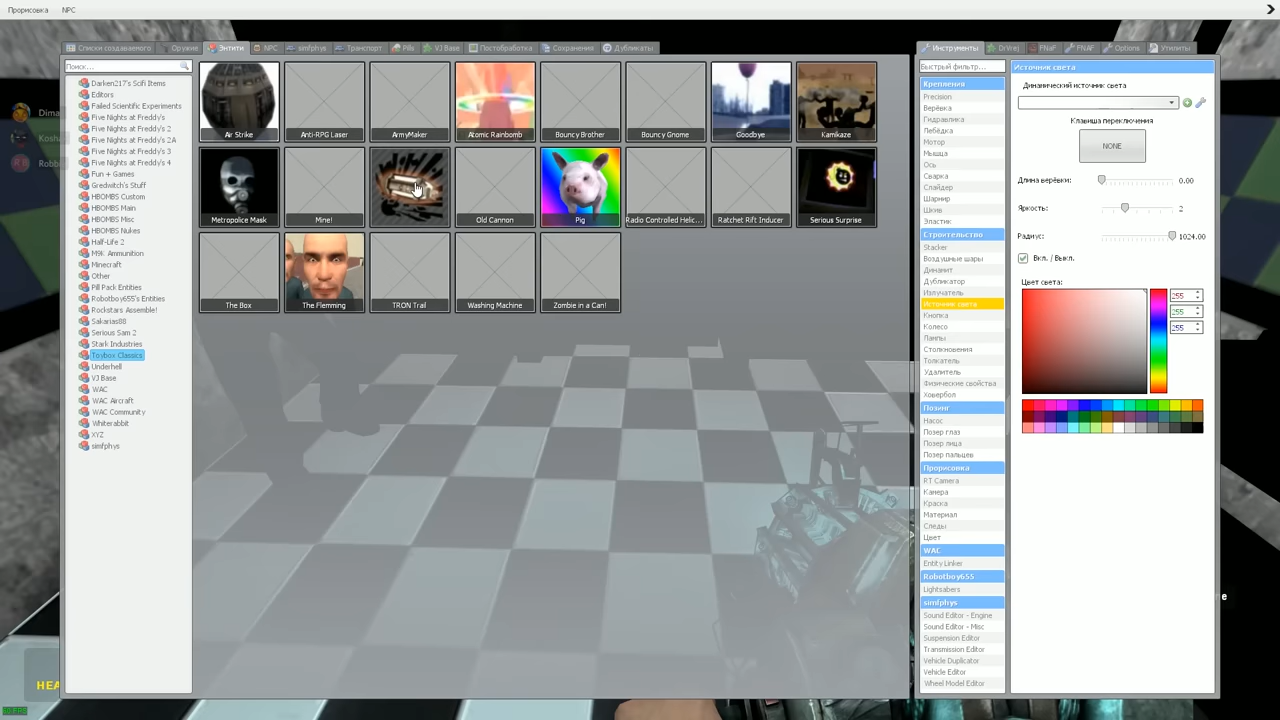 Прорисовка NPC
Списки создаваемого Оружие Энтити NPC simfphys Транспорт Pills VJ Base Постобработка Сохранения Дубликаты
Поиск...
Darken217's Scifi Items
Editors
Failed Scientific Experiments
Five Nights at Freddy's
Five Nights at Freddy's 2
Five Nights at Freddy's 2A
Five Nights at Freddy's 3
Five Nights at Freddy's 4
Fun + Games
Gredwitch's Stuff
HBOMBS Custom
HBOMBS Main
HBOMBS Misc
HBOMBS Nukes
Half-Life 2
M9K Ammunition
Minecraft
Other
Pill Pack Entities
Robotboy655's Entities
Rockstars Assemble!
Sakarias88
Serious Sam 2
Stark Industries
Toybox Classics
Underhell
VJ Base
WAC
WAC Aircraft
WAC Community
Whiterabbit
XYZ
simfphys
Air Strike Anti-RPG Laser ArmyMaker Atomic Rainbomb Bouncy Brother Bouncy Gnome Goodbye Kamikaze
Metropolice Mask Mine! Old Cannon Pig Radio Controlled Helic... Ratchet Rift Inducer Serious Surprise
The Box The Flemming TRON Trail Washing Machine Zombie in a Can!
Инструменты DrVrej FNaF FNAF Options Утилиты
Быстрый фильтр...
Крепления
Precision
Верёвка
Гидравлика
Лебёдка
Мотор
Мышца
Ось
Сварка
Слайдер
Шарнир
Шкив
Эластик
Строительство
Stacker
Воздушные шары
Динамит
Дубликатор
Излучатель
Источник света
Кнопка
Колесо
Лампы
Столкновения
Толкатель
Удалитель
Физические свойства
Ховербол
Позинг
Насос
Позер глаз
Позер лица
Позер пальцев
Прорисовка
RT Camera
Камера
Краска
Материал
Следы
Цвет
WAC
Entity Linker
Robotboy655
Lightsabers
simfphys
Sound Editor - Engine
Sound Editor - Misc
Suspension Editor
Transmission Editor
Vehicle Duplicator
Vehicle Editor
Wheel Model Editor
Источник света
Динамический источник света
Клавиша переключения
NONE
Длина верёвки: 0.00
Яркость: 2
Радиус: 1024.00
Вкл. / Выкл.
Цвет света:
255
255
255
Dima
Kosh
Robb
HEA